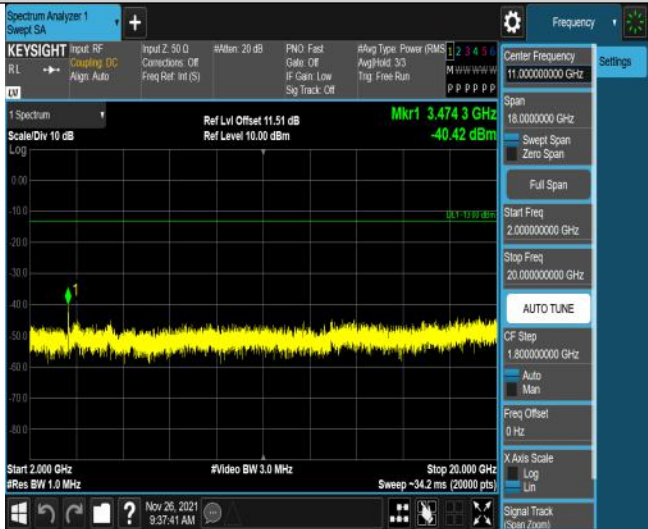 Spectrum Analyzer 1
Swept SA
+
Frequency
KEYSIGHT
R L
LV
Input: RF
Coupling: DC
Align: Auto
Input Z: 50 Ω
Corrections: Off
Freq Ref: Int (S)
#Atten: 20 dB
PNO: Fast
Gate: Off
IF Gain: Low
Sig Track: Off
#Avg Type: Power (RMS
Avg|Hold: 3/3
Trig: Free Run
1 2 3 4 5 6
M W W W W W
P P P P P P
1 Spectrum
Scale/Div 10 dB
Ref Lvl Offset 11.51 dB
Ref Level 10.00 dBm
Mkr1 3.474 3 GHz
-40.42 dBm
Log
0.00
-10.0
DL1 -13.00 dBm
-20.0
-30.0
1
-40.0
-50.0
-60.0
-70.0
-80.0
Start 2.000 GHz
#Res BW 1.0 MHz
#Video BW 3.0 MHz
Stop 20.000 GHz
Sweep ~34.2 ms (20000 pts)
?
Nov 26, 2021
9:37:41 AM
Center Frequency
11.000000000 GHz
Settings
Span
18.0000000 GHz
Swept Span
Zero Span
Full Span
Start Freq
2.000000000 GHz
Stop Freq
20.000000000 GHz
AUTO TUNE
CF Step
1.800000000 GHz
Auto
Man
Freq Offset
0 Hz
X Axis Scale
Log
Lin
Signal Track
(Span Zoom)